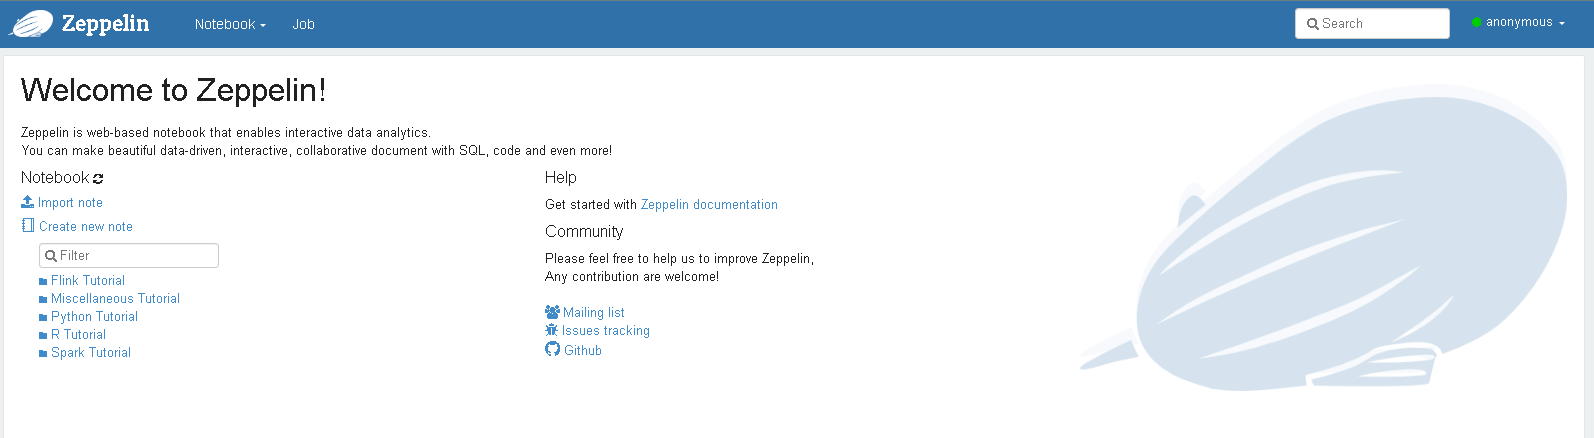 Zeppelin Notebook Job Search anonymous
Welcome to Zeppelin!
Zeppelin is web-based notebook that enables interactive data analytics.
You can make beautiful data-driven, interactive, collaborative document with SQL, code and even more!
Notebook
Import note
Create new note
Filter
Flink Tutorial
Miscellaneous Tutorial
Python Tutorial
R Tutorial
Spark Tutorial
Help
Get started with Zeppelin documentation
Community
Please feel free to help us to improve Zeppelin,
Any contribution are welcome!
Mailing list
Issues tracking
Github